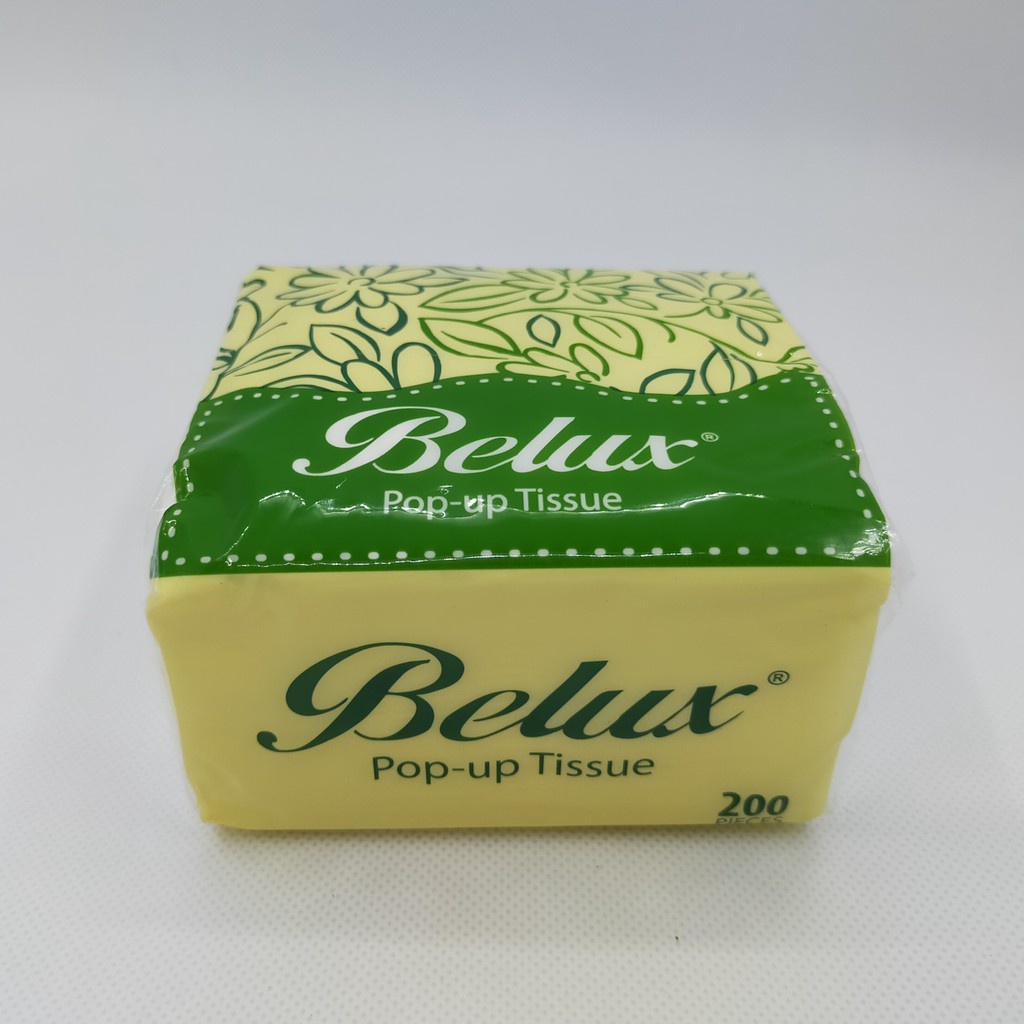 Belux®
Pop-up Tissue
Belux®
Pop-up Tissue
200
PIECES